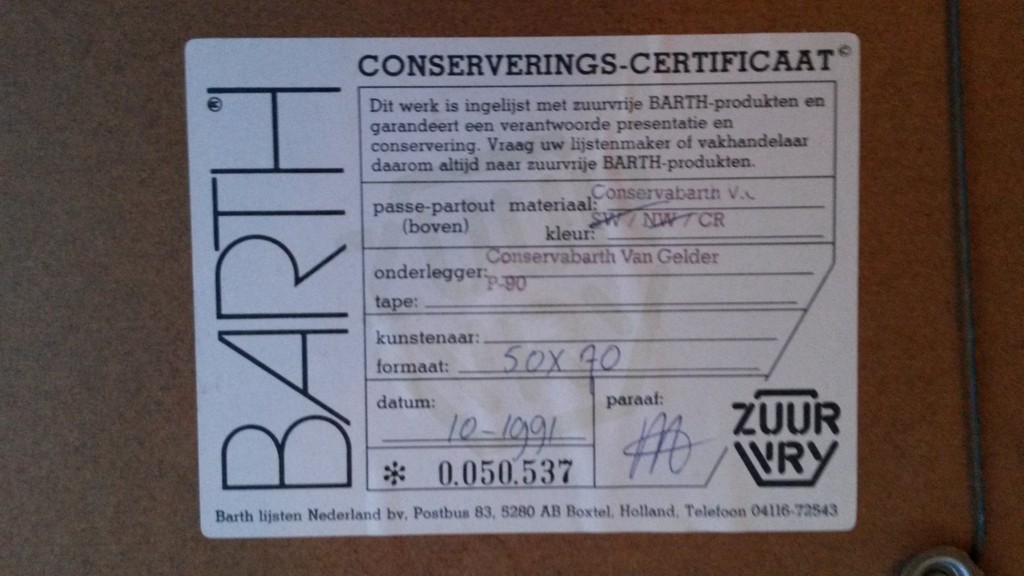 CONSERVERINGS-CERTIFICAAT©
BARTH®
Dit werk is ingelijst met zuurvrije BARTH-produkten en
garandeert een verantwoorde presentatie en
conservering. Vraag uw lijstenmaker of vakhandelaar
daarom altijd naar zuurvrije BARTH-produkten.
passe-partout materiaal: Conservabarth
(boven) kleur: SW / NW / CR
onderlegger: Conservabarth Van Gelder
tape: P-90
kunstenaar:
formaat: 50X70
datum: paraaf:
10-1991
* 0.050.537
ZUUR
VRY
Barth lijsten Nederland bv, Postbus 83, 5280 AB Boxtel, Holland, Telefoon 04116-72543